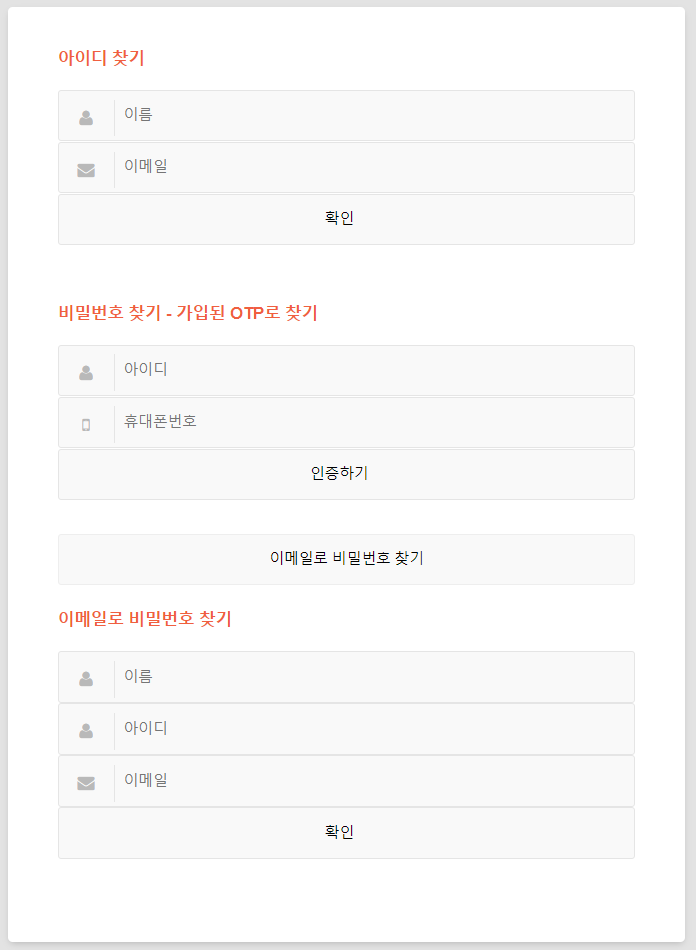 아이디 찾기
이름
이메일
확인
비밀번호 찾기 - 가입된 OTP로 찾기
아이디
휴대폰번호
인증하기
이메일로 비밀번호 찾기
이메일로 비밀번호 찾기
이름
아이디
이메일
확인